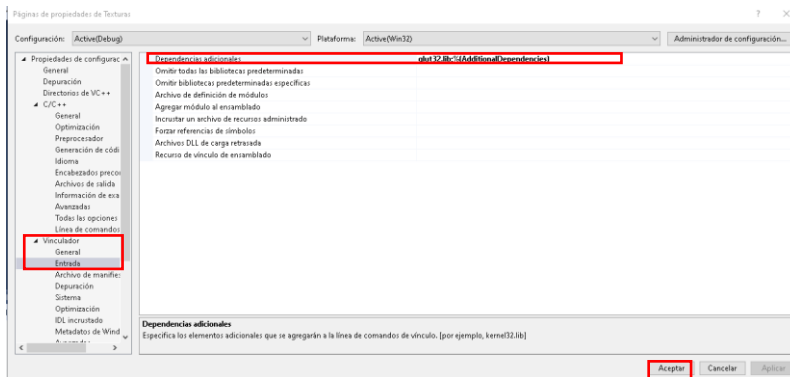 Páginas de propiedades de Texturas ? ×
Configuración: Active(Debug) Plataforma: Active(Win32) Administrador de configuración...
Propiedades de configurac
General
Depuración
Directorios de VC++
C/C++
General
Optimización
Preprocesador
Generación de códi
Idioma
Encabezados precor
Archivos de salida
Información de exa
Avanzadas
Todas las opciones
Línea de comandos
Vinculador
General
Entrada
Archivo de manifie:
Depuración
Sistema
Optimización
IDL incrustado
Metadatos de Wind
Dependencias adicionales glut32.lib;%(AdditionalDependencies)
Omitir todas las bibliotecas predeterminadas
Omitir bibliotecas predeterminadas específicas
Archivo de definición de módulos
Agregar módulo al ensamblado
Incrustar un archivo de recursos administrado
Forzar referencias de símbolos
Archivos DLL de carga retrasada
Recurso de vínculo de ensamblado
Dependencias adicionales
Especifica los elementos adicionales que se agregarán a la línea de comandos de vínculo. [por ejemplo, kernel32.lib]
Aceptar Cancelar Aplicar